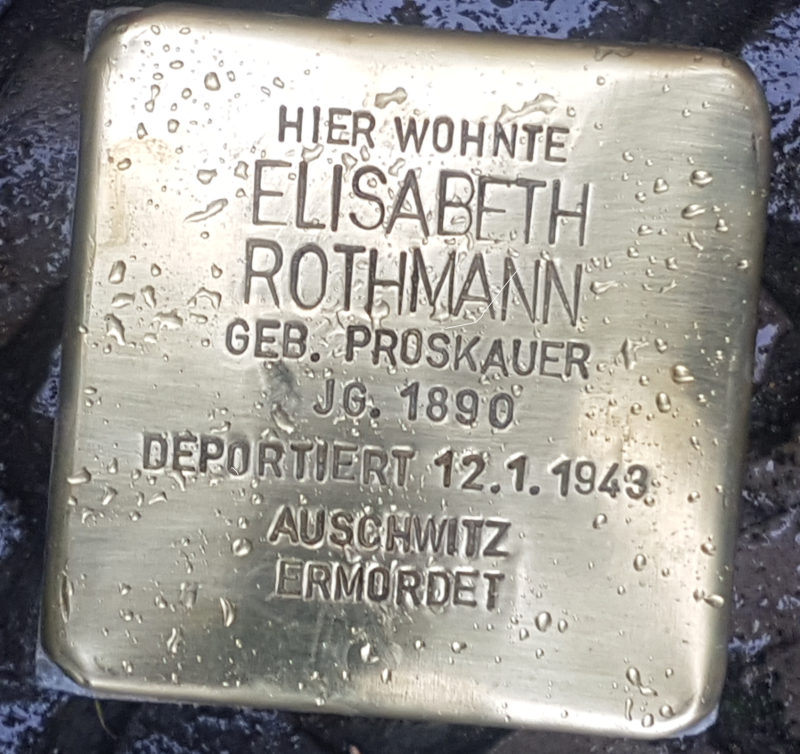 HIER WOHNTE
ELISABETH
ROTHMANN
GEB. PROSKAUER
JG. 1890
DEPORTIERT 12.1.1943
AUSCHWITZ
ERMORDET